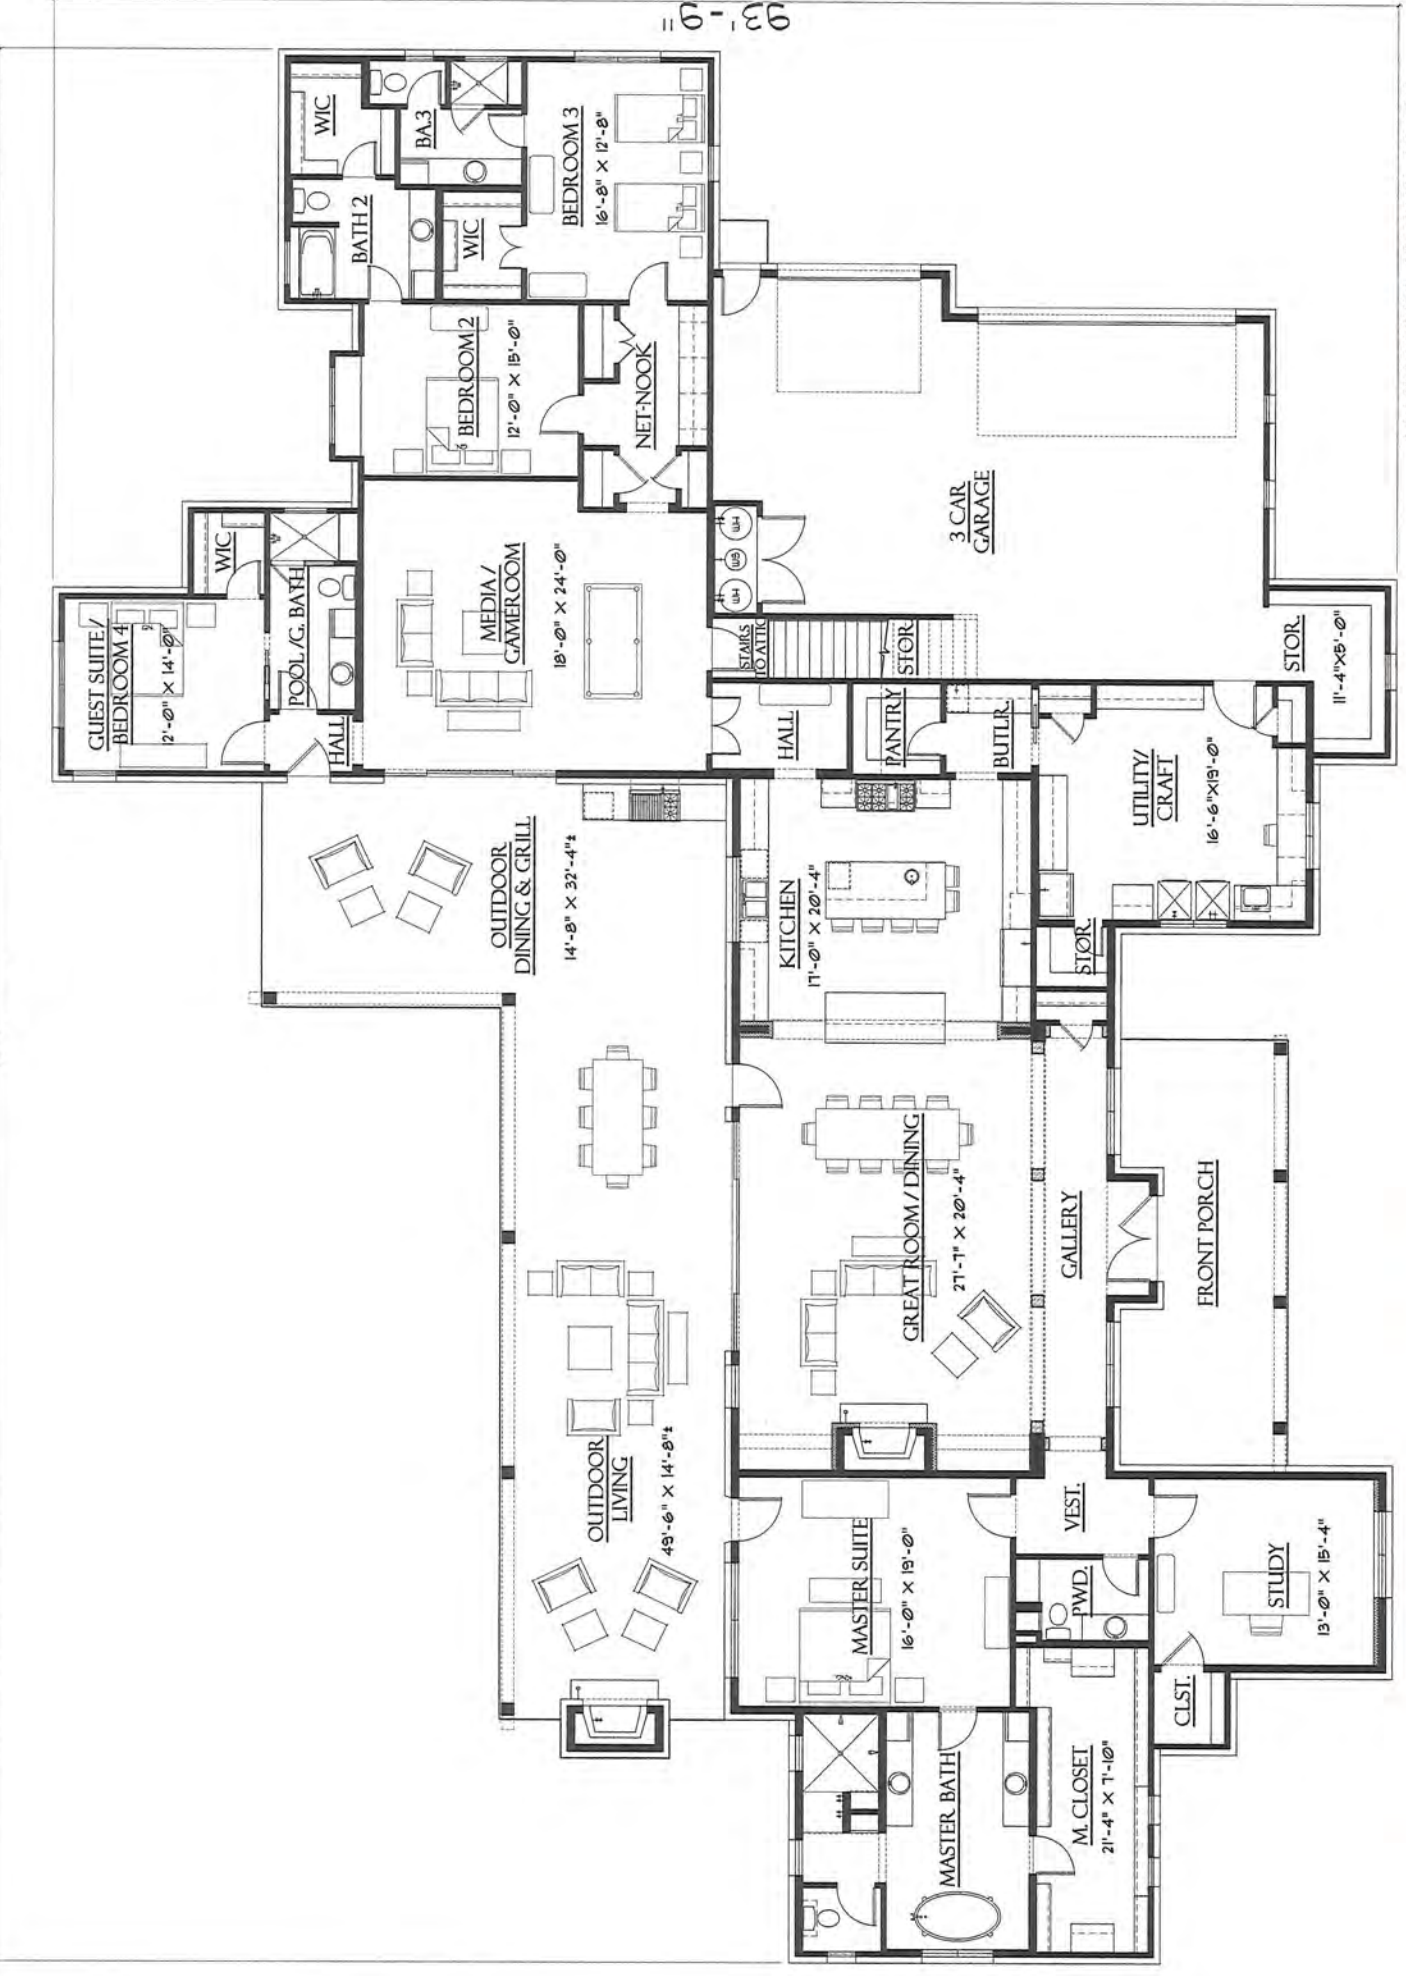 93'-9"
WIC
BA.3
BEDROOM 3
16'-8" X 12'-8"
BATH 2
WIC
BEDROOM 2
12'-0" X 15'-0"
NET-NOOK
3 CAR
GARAGE
WH
WS
WH
WIC
GUEST SUITE/
BEDROOM 4
12'-0" X 14'-0"
POOL/G. BATH
HALL
MEDIA/
GAMEROOM
18'-0" X 24'-0"
STAIRS
TO ATTIC
STOR.
STOR.
11'-4"X5'-0"
HALL
PANTRY
BUTLR.
UTILITY/
CRAFT
16'-6"X19'-0"
OUTDOOR
DINING & GRILL
14'-8" X 32'-4"±
KITCHEN
17'-0" X 20'-4"
STOR.
GREAT ROOM/DINING
27'-7" X 20'-4"
GALLERY
FRONT PORCH
OUTDOOR
LIVING
49'-6" X 14'-8"±
MASTER SUITE
16'-0" X 19'-0"
VEST.
PWD.
STUDY
13'-0" X 15'-4"
CLST.
MASTER BATH
M. CLOSET
21'-4" X 7'-10"